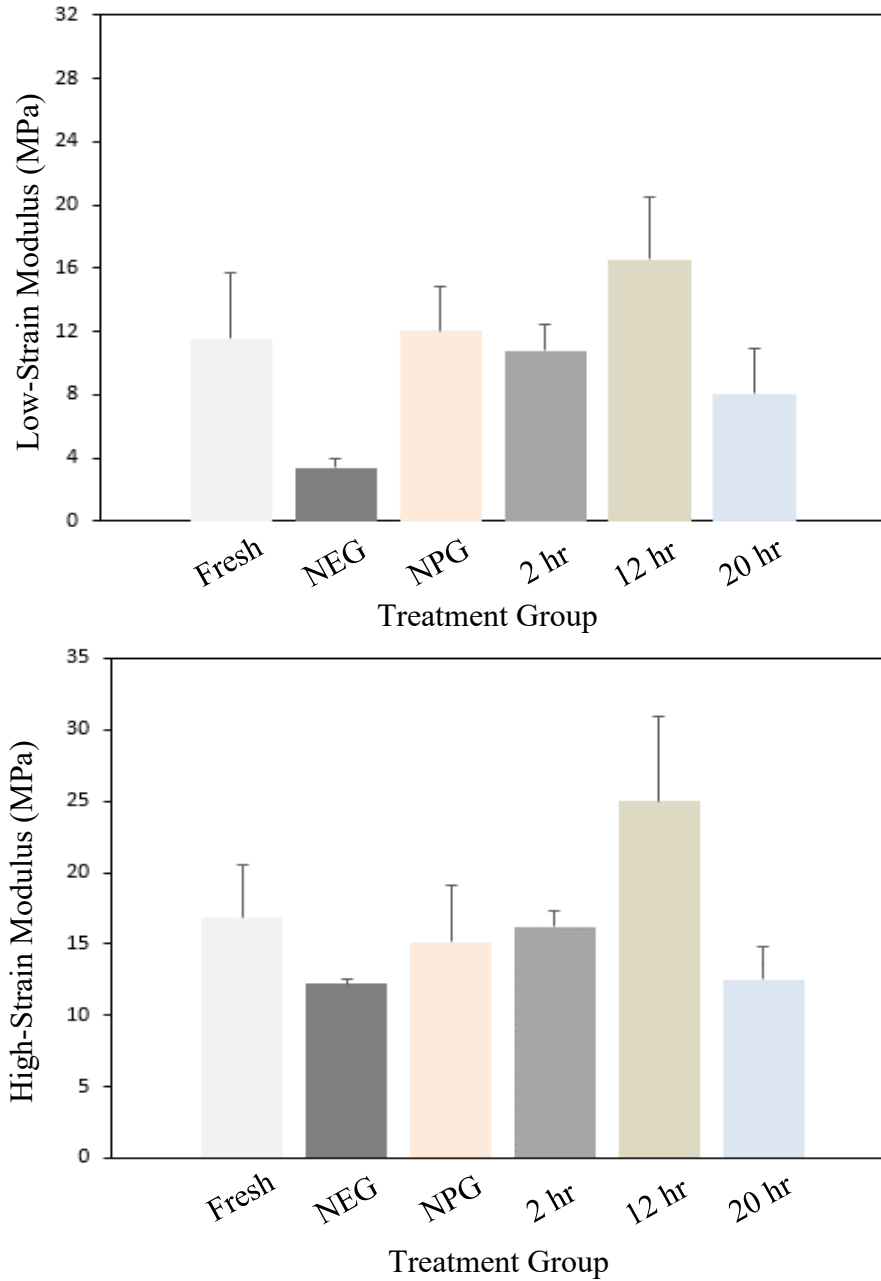 32
28
24
20
16
12
8
4
0
Low-Strain Modulus (MPa)
Fresh NEG NPG 2 hr 12 hr 20 hr
Treatment Group
35
30
25
20
15
10
5
0
High-Strain Modulus (MPa)
Fresh NEG NPG 2 hr 12 hr 20 hr
Treatment Group